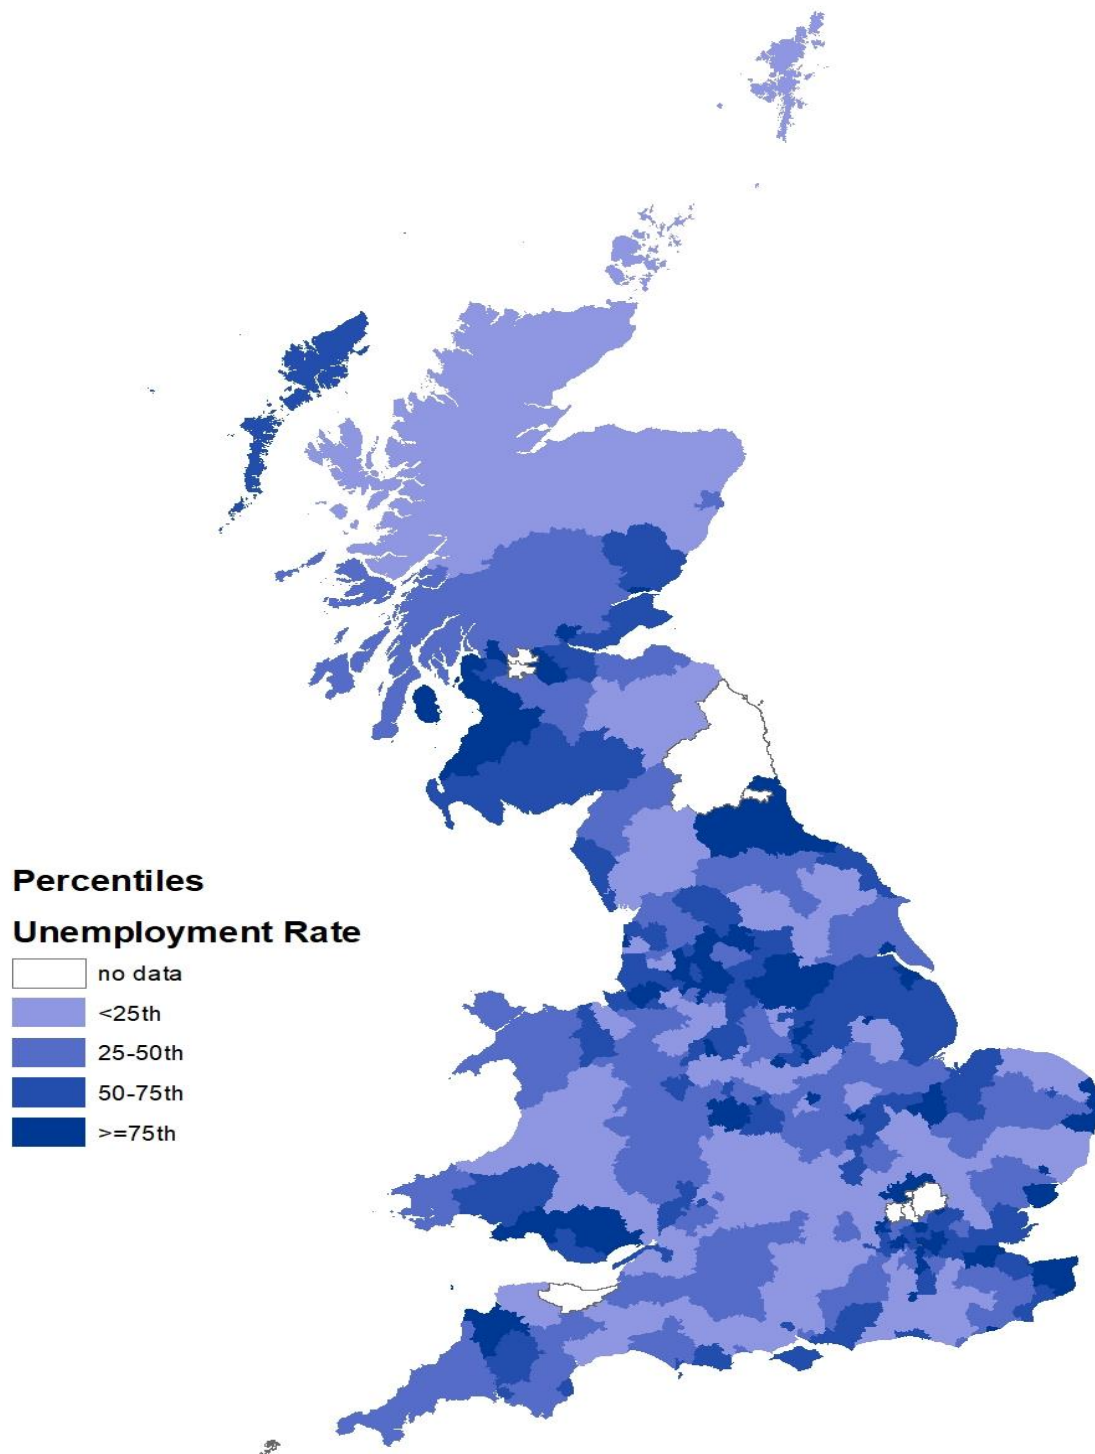 Percentiles
Unemployment Rate
no data
<25th
25-50th
50-75th
>=75th